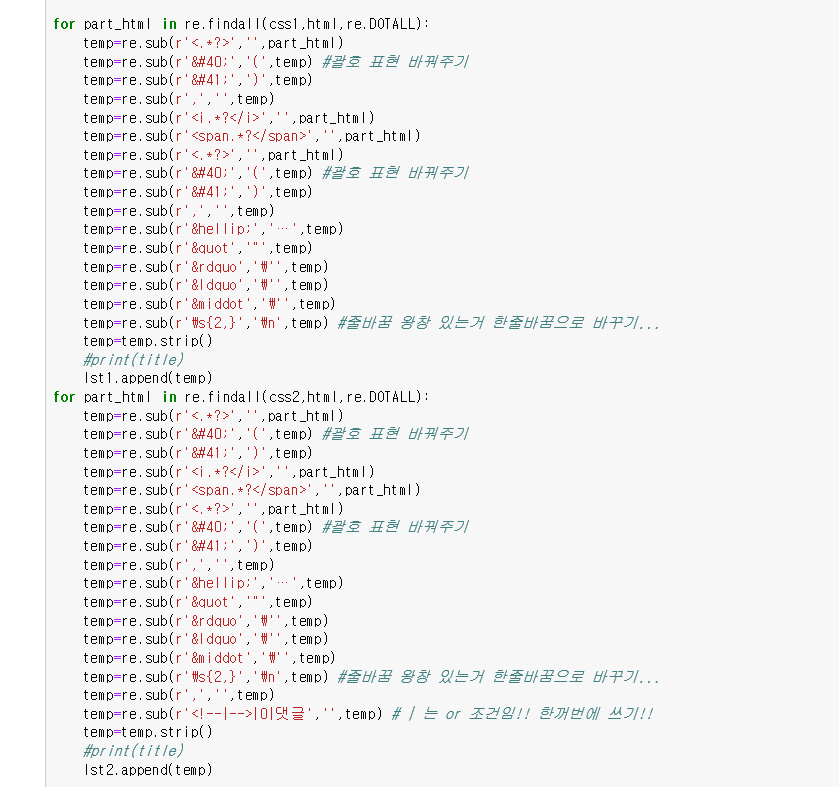 for part_html in re.findall(css1,html,re.DOTALL):
    temp=re.sub(r'<.*?>','',part_html)
    temp=re.sub(r'&#40;','(',temp) #괄호 표현 바꿔주기
    temp=re.sub(r'&#41;',')',temp)
    temp=re.sub(r',','',temp)
    temp=re.sub(r'<i.*?</i>','',part_html)
    temp=re.sub(r'<span.*?</span>','',part_html)
    temp=re.sub(r'<.*?>','',part_html)
    temp=re.sub(r'&#40;','(',temp) #괄호 표현 바꿔주기
    temp=re.sub(r'&#41;',')',temp)
    temp=re.sub(r',','',temp)
    temp=re.sub(r'&hellip;','…',temp)
    temp=re.sub(r'&quot','"',temp)
    temp=re.sub(r'&rdquo','₩'',temp)
    temp=re.sub(r'&ldquo','₩'',temp)
    temp=re.sub(r'&middot','₩'',temp)
    temp=re.sub(r'₩s{2,}','₩n',temp) #줄바꿈 왕창 있는거 한줄바꿈으로 바꾸기...
    temp=temp.strip()
    #print(title)
    lst1.append(temp)
for part_html in re.findall(css2,html,re.DOTALL):
    temp=re.sub(r'<.*?>','',part_html)
    temp=re.sub(r'&#40;','(',temp) #괄호 표현 바꿔주기
    temp=re.sub(r'&#41;',')',temp)
    temp=re.sub(r'<i.*?</i>','',part_html)
    temp=re.sub(r'<span.*?</span>','',part_html)
    temp=re.sub(r'<.*?>','',part_html)
    temp=re.sub(r'&#40;','(',temp) #괄호 표현 바꿔주기
    temp=re.sub(r'&#41;',')',temp)
    temp=re.sub(r',','',temp)
    temp=re.sub(r'&hellip;','…',temp)
    temp=re.sub(r'&quot','"',temp)
    temp=re.sub(r'&rdquo','₩'',temp)
    temp=re.sub(r'&ldquo','₩'',temp)
    temp=re.sub(r'&middot','₩'',temp)
    temp=re.sub(r'₩s{2,}','₩n',temp) #줄바꿈 왕창 있는거 한줄바꿈으로 바꾸기...
    temp=re.sub(r',','',temp)
    temp=re.sub(r'<!--|-->|0|댓글','',temp) # | 는 or 조건임!! 한꺼번에 쓰기!!
    temp=temp.strip()
    #print(title)
    lst2.append(temp)